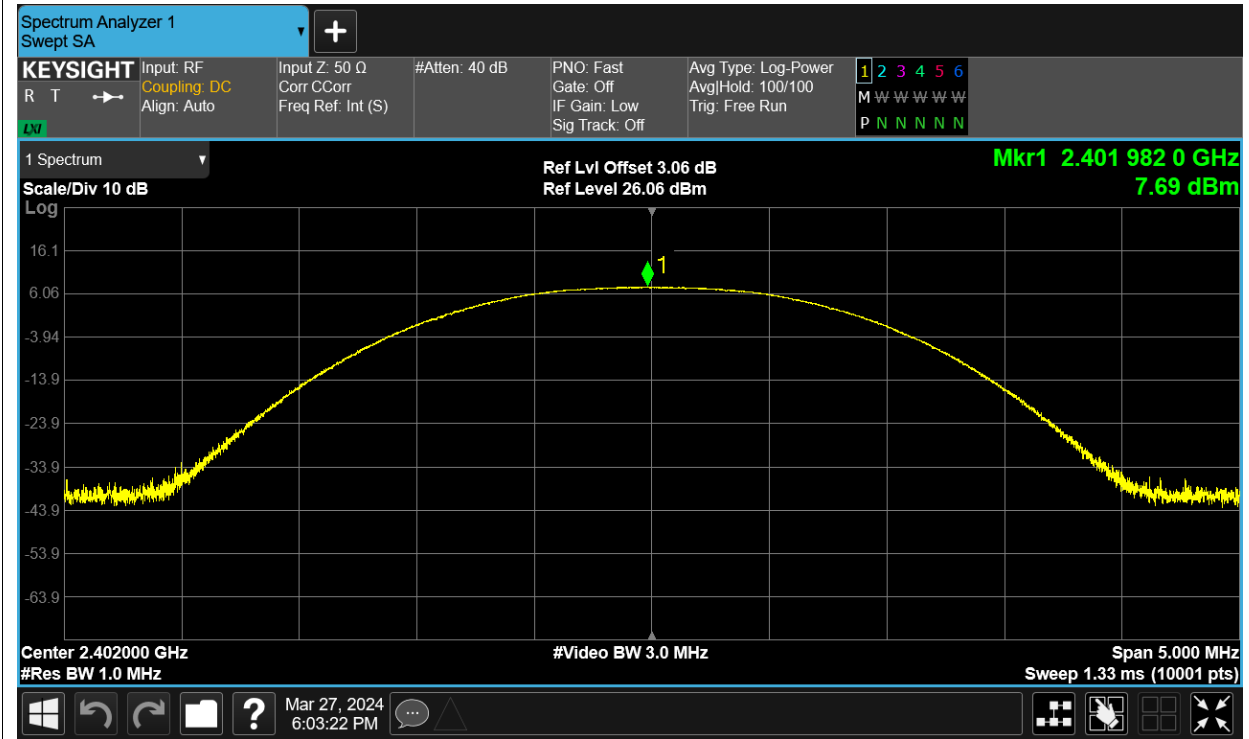 Spectrum Analyzer 1
Swept SA
KEYSIGHT Input: RF Input Z: 50 Ω #Atten: 40 dB PNO: Fast Avg Type: Log-Power 1 2 3 4 5 6
R T Coupling: DC Corr CCorr Gate: Off Avg|Hold: 100/100 M W W W W W
Align: Auto Freq Ref: Int (S) IF Gain: Low Trig: Free Run
LXI Sig Track: Off P N N N N N
1 Spectrum Ref Lvl Offset 3.06 dB Mkr1 2.401 982 0 GHz
Scale/Div 10 dB Ref Level 26.06 dBm 7.69 dBm
Log
16.1
1
6.06
-3.94
-13.9
-23.9
-33.9
-43.9
-53.9
-63.9
Center 2.402000 GHz #Video BW 3.0 MHz Span 5.000 MHz
#Res BW 1.0 MHz Sweep 1.33 ms (10001 pts)
? Mar 27, 2024
6:03:22 PM